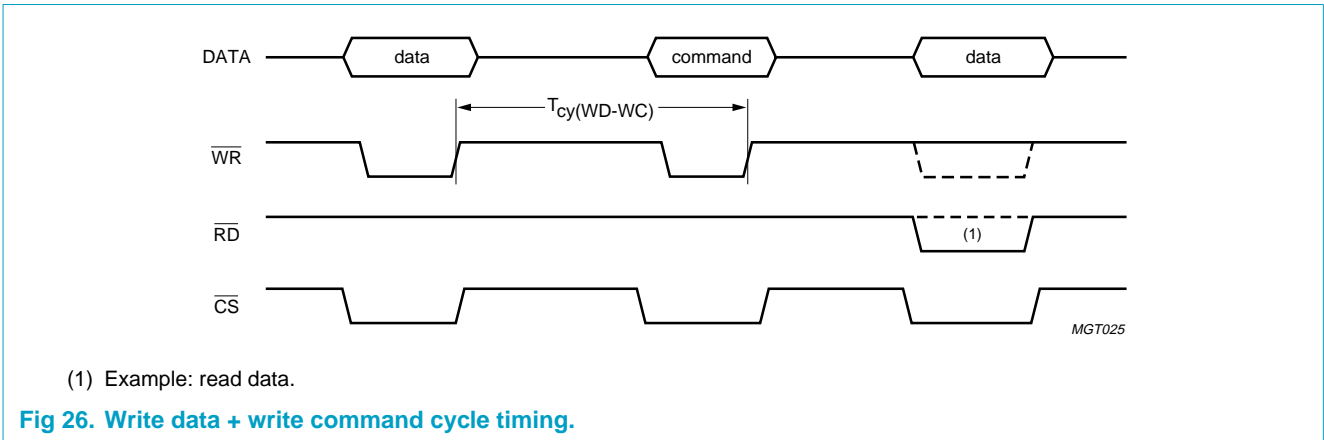 DATA
data
command
data
Tcy(WD-WC)
WR
RD
(1)
CS
MGT025
(1) Example: read data.
Fig 26. Write data + write command cycle timing.